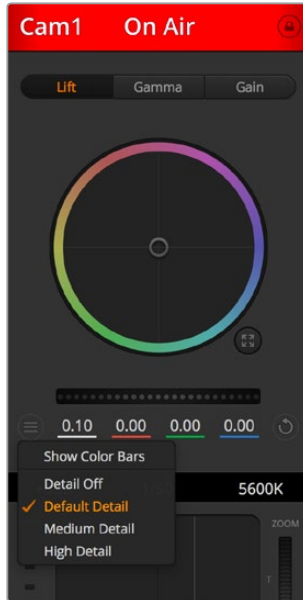 Cam1 On Air
Lift Gamma Gain
0.10 0.00 0.00 0.00
Show Color Bars
Detail Off
5600K
Default Detail
Medium Detail
ZOOM
High Detail
T